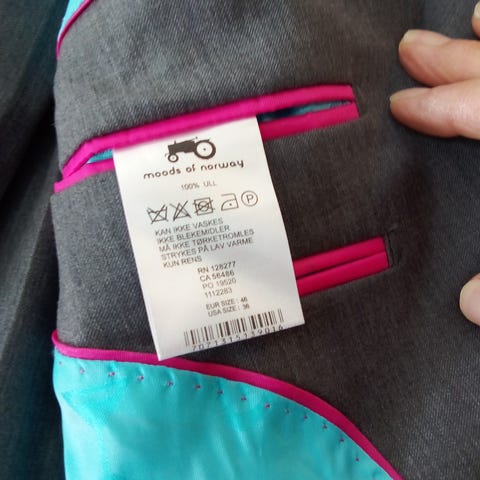 moods of norway
100% ULL
KAN IKKE VASKES
IKKE BLEKEMIDLER
MÅ IKKE TØRKETROMLES
STRYKES PÅ LAV VARME
KUN RENS
RN 128277
CA 56486
PO 19520
1112283
EUR SIZE : 46
USA SIZE : 36